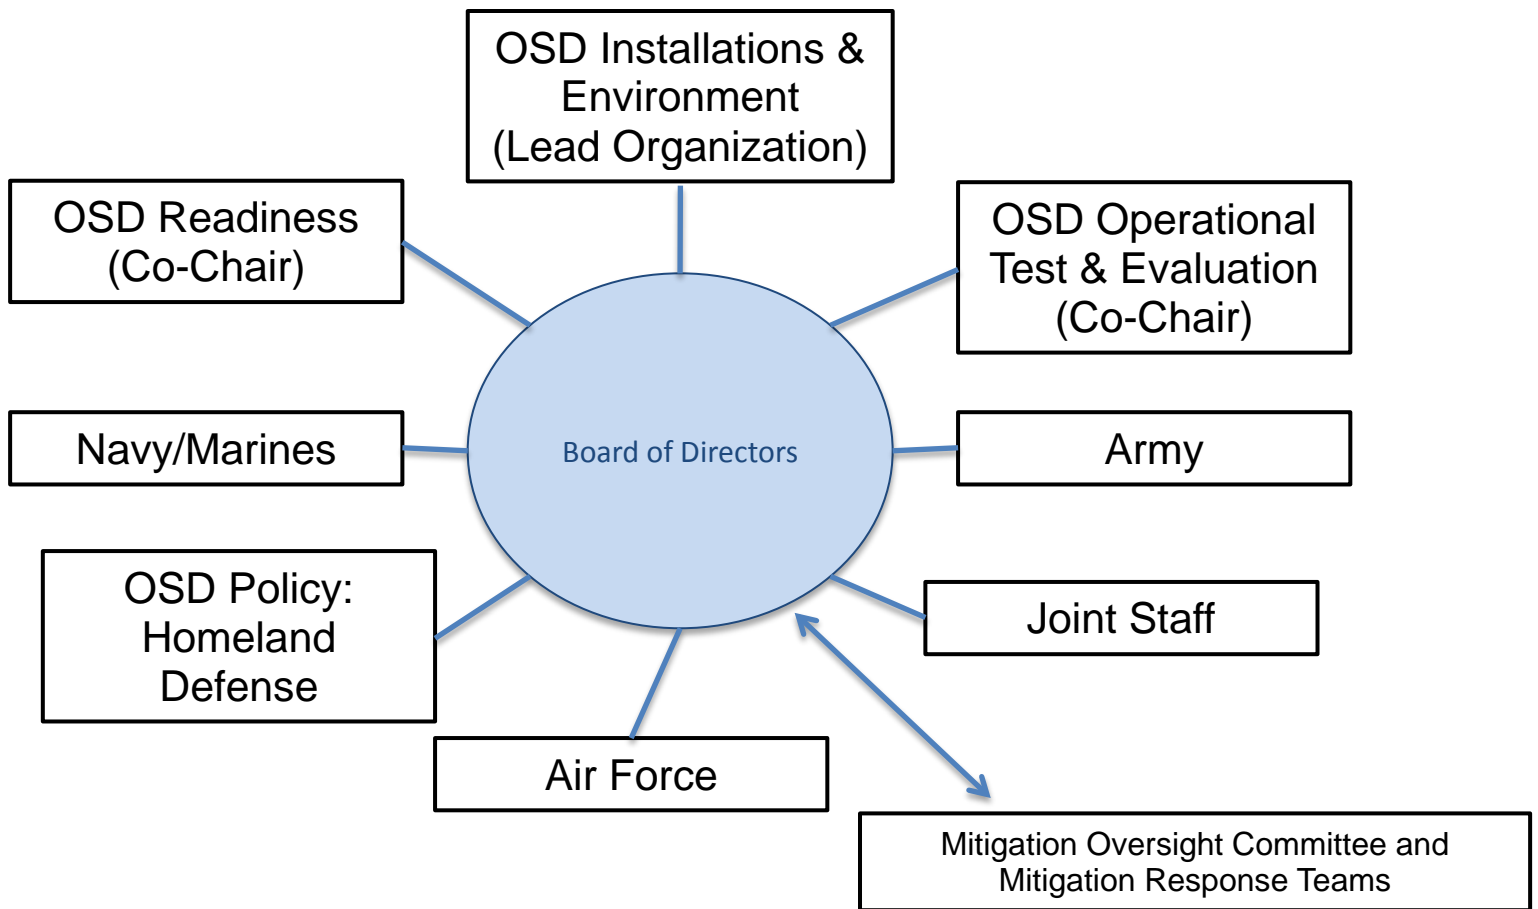 OSD Installations &
Environment
(Lead Organization)
OSD Readiness
(Co-Chair)
OSD Operational
Test & Evaluation
(Co-Chair)
Navy/Marines
Board of Directors
Army
OSD Policy:
Homeland
Defense
Joint Staff
Air Force
Mitigation Oversight Committee and
Mitigation Response Teams